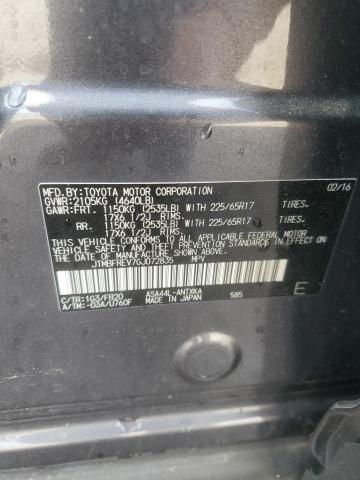 MFD.BY:TOYOTA MOTOR CORPORATION 02/16
GVWR:2105KG (4640LB)
GAWR:FRT. 1150KG (2535LB) WITH 225/65R17 TIRES.
17X6 1/2J RIMS.
RR. 1150KG (2535LB) WITH 225/65R17 TIRES.
17X6 1/2J RIMS.
THIS VEHICLE CONFORMS TO ALL APPLICABLE FEDERAL MOTOR
VEHICLE SAFETY AND THEFT PREVENTION STANDARDS IN EFFECT
ON THE DATE OF MANUFACTURE SHOWN ABOVE.
JTMBFREV7GJ072835 MPV
C/TR:1G3/FB20 ASA44L-ANTXKA 585
A/TM:-03A/U760F MADE IN JAPAN E